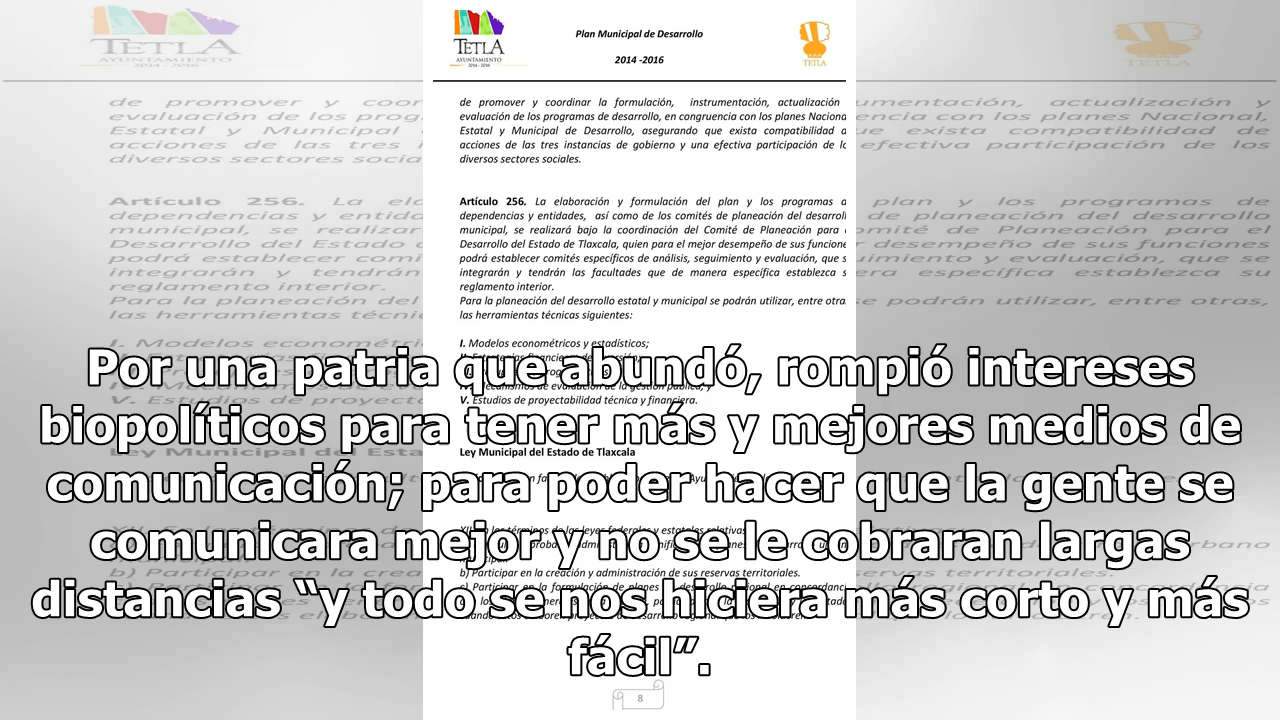 TETLA
AYUNTAMIENTO
2014 - 2016
Plan Municipal de Desarrollo
2014 -2016
TETLA
de promover y coordinar la formulación, instrumentación, actualización
evaluación de los programas de desarrollo, en congruencia con los planes Naciona
Estatal y Municipal de Desarrollo, asegurando que exista compatibilidad d
acciones de las tres instancias de gobierno y una efectiva participación de lo
diversos sectores sociales.
Artículo 256. La elaboración y formulación del plan y los programas d
dependencias y entidades, así como de los comités de planeación del desarroll
municipal, se realizará bajo la coordinación del Comité de Planeación para
Desarrollo del Estado de Tlaxcala, quien para el mejor desempeño de sus funcione
podrá establecer comités específicos de análisis, seguimiento y evaluación, que s
integrarán y tendrán las facultades que de manera específica establezca s
reglamento interior.
Para la planeación del desarrollo estatal y municipal se podrán utilizar, entre otra
las herramientas técnicas siguientes:
I. Modelos econométricos y estadísticos;
V. Estudios de proyectabilidad técnica y financiera.
Ley Municipal del Estado de Tlaxcala
b) Participar en la creación y administración de sus reservas territoriales.
Por una patria que abundó, rompió intereses
biopolíticos para tener más y mejores medios de
comunicación; para poder hacer que la gente se
comunicara mejor y no se le cobraran largas
distancias “y todo se nos hiciera más corto y más
fácil”.
8